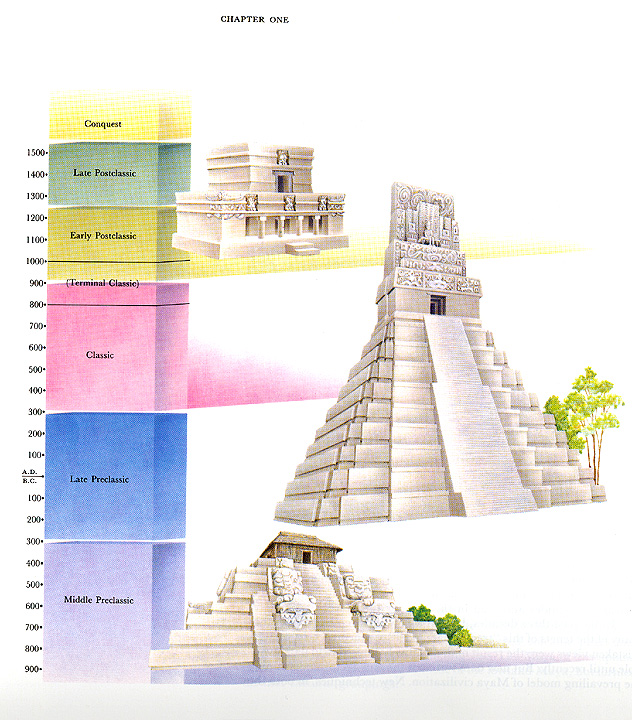 CHAPTER ONE
Conquest
1500
1400
Late Postclassic
1300
1200
Early Postclassic
1100
1000
900
(Terminal Classic)
800
700
600
Classic
500
400
300
200
100
A.D.
B.C.
Late Preclassic
100
200
300
400
500
600
Middle Preclassic
700
800
900